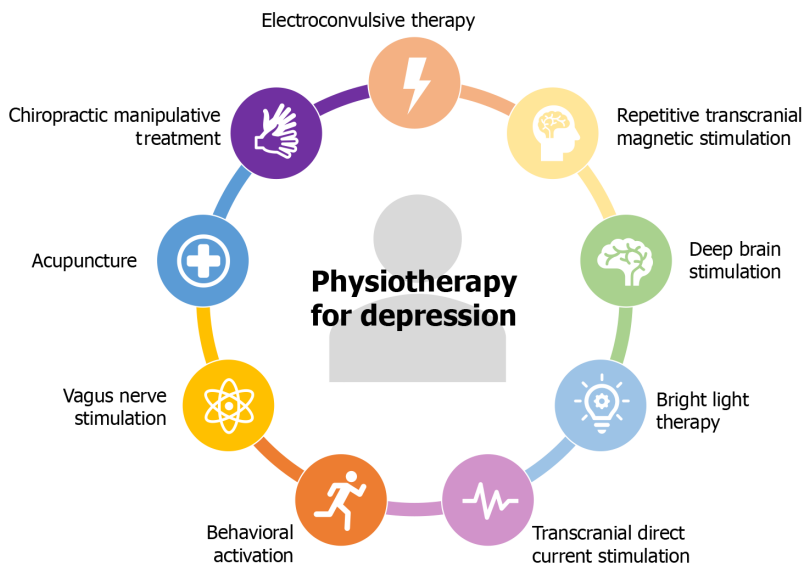 Electroconvulsive therapy
Repetitive transcranial
magnetic stimulation
Deep brain
stimulation
Bright light
therapy
Transcranial direct
current stimulation
Behavioral
activation
Vagus nerve
stimulation
Acupuncture
Chiropractic manipulative
treatment
Physiotherapy
for depression